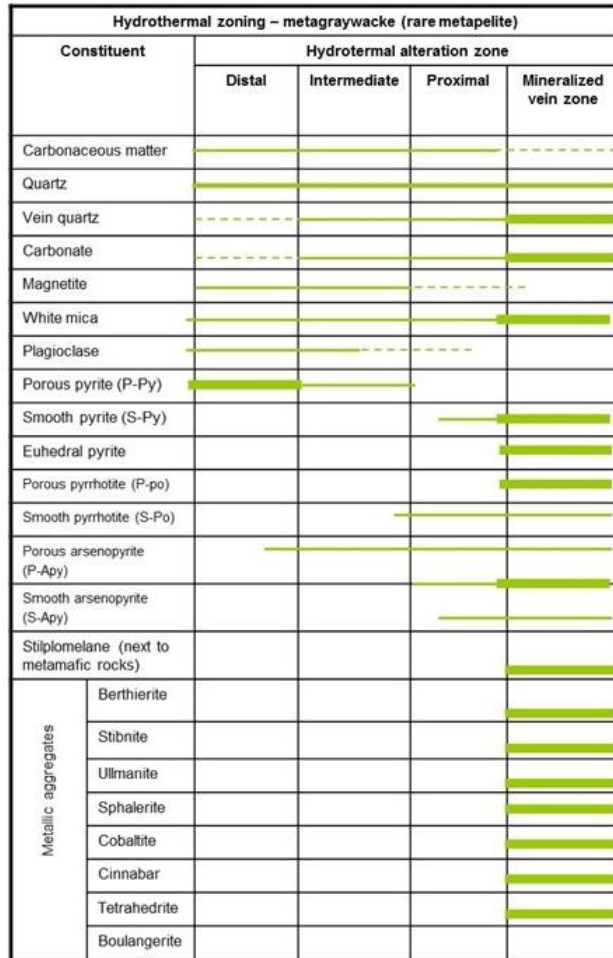 Hydrothermal zoning – metagraywacke (rare metapelite)
Constituent
Hydrotermal alteration zone
Distal
Intermediate
Proximal
Mineralized
vein zone
Carbonaceous matter
Quartz
Vein quartz
Carbonate
Magnetite
White mica
Plagioclase
Porous pyrite (P-Py)
Smooth pyrite (S-Py)
Euhedral pyrite
Porous pyrrhotite (P-po)
Smooth pyrrhotite (S-Po)
Porous arsenopyrite
(P-Apy)
Smooth arsenopyrite
(S-Apy)
Stilplomelane (next to
metamafic rocks)
Metallic aggregates
Berthierite
Stibnite
Ullmanite
Sphalerite
Cobaltite
Cinnabar
Tetrahedrite
Boulangerite